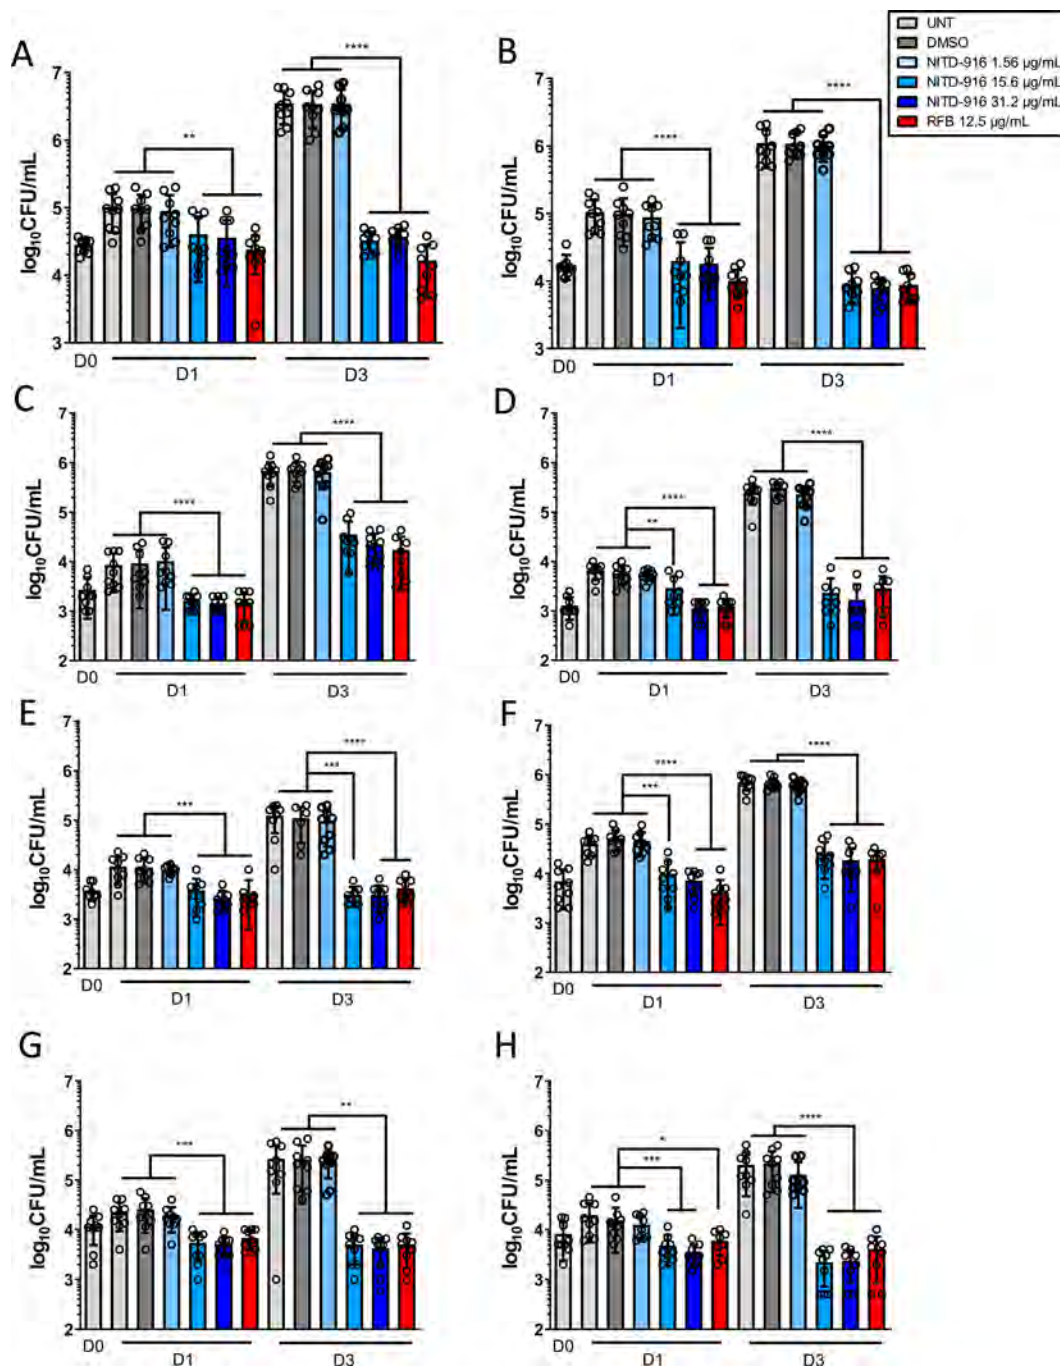 UNT
DMSO
NITD-916 1.56 µg/mL
NITD-916 15.6 µg/mL
NITD-916 31.2 µg/mL
RFB 12.5 µg/mL
A
log10CFU/mL
7
6
5
4
3
**
****
D0
D1
D3
B
log10CFU/mL
7
6
5
4
3
****
****
D0
D1
D3
C
log10CFU/mL
7
6
5
4
3
2
****
****
D0
D1
D3
D
log10CFU/mL
7
6
5
4
3
2
**
****
****
D0
D1
D3
E
log10CFU/mL
7
6
5
4
3
2
***
***
****
D0
D1
D3
F
log10CFU/mL
7
6
5
4
3
2
***
****
****
D0
D1
D3
G
log10CFU/mL
7
6
5
4
3
2
***
**
D0
D1
D3
H
log10CFU/mL
7
6
5
4
3
2
***
*
****
D0
D1
D3